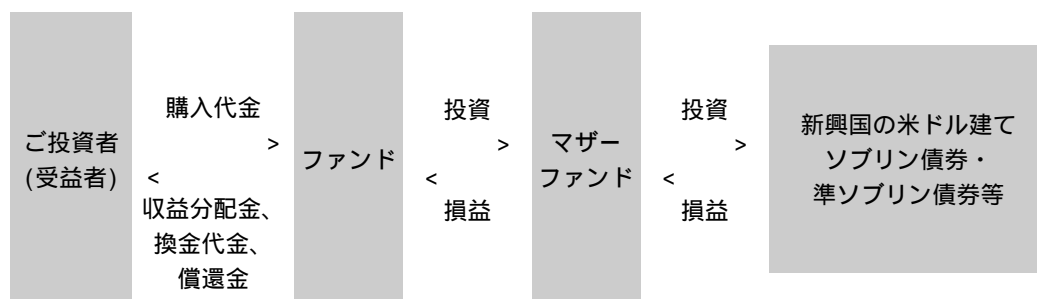 ご投資者
(受益者)
購入代金
>
<
収益分配金、
換金代金、
償還金
ファンド
投資
>
<
損益
マザー
ファンド
投資
>
<
損益
新興国の米ドル建て
ソブリン債券・
準ソブリン債券等